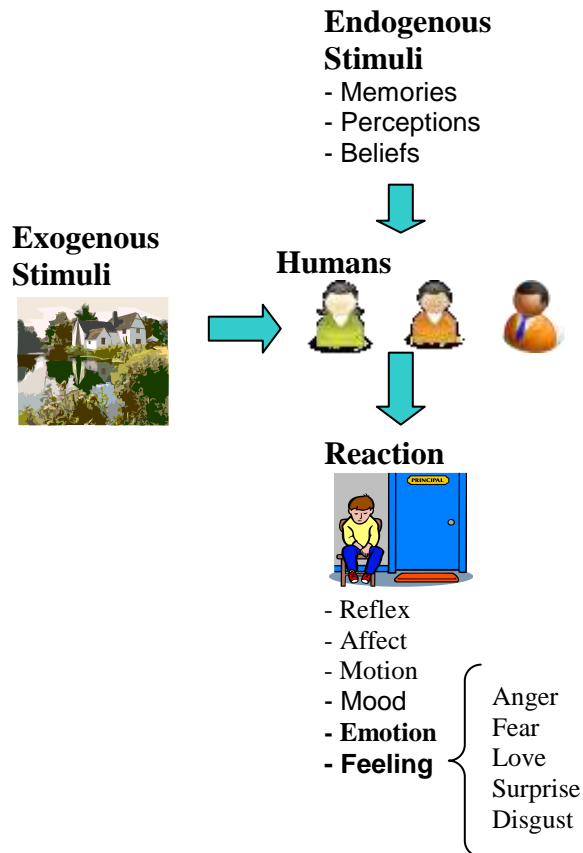 Endogenous
Stimuli
- Memories
- Perceptions
- Beliefs
Exogenous
Stimuli
Humans
Reaction
PRINCIPAL
- Reflex
- Affect
- Motion
- Mood
- Emotion
- Feeling
Anger
Fear
Love
Surprise
Disgust